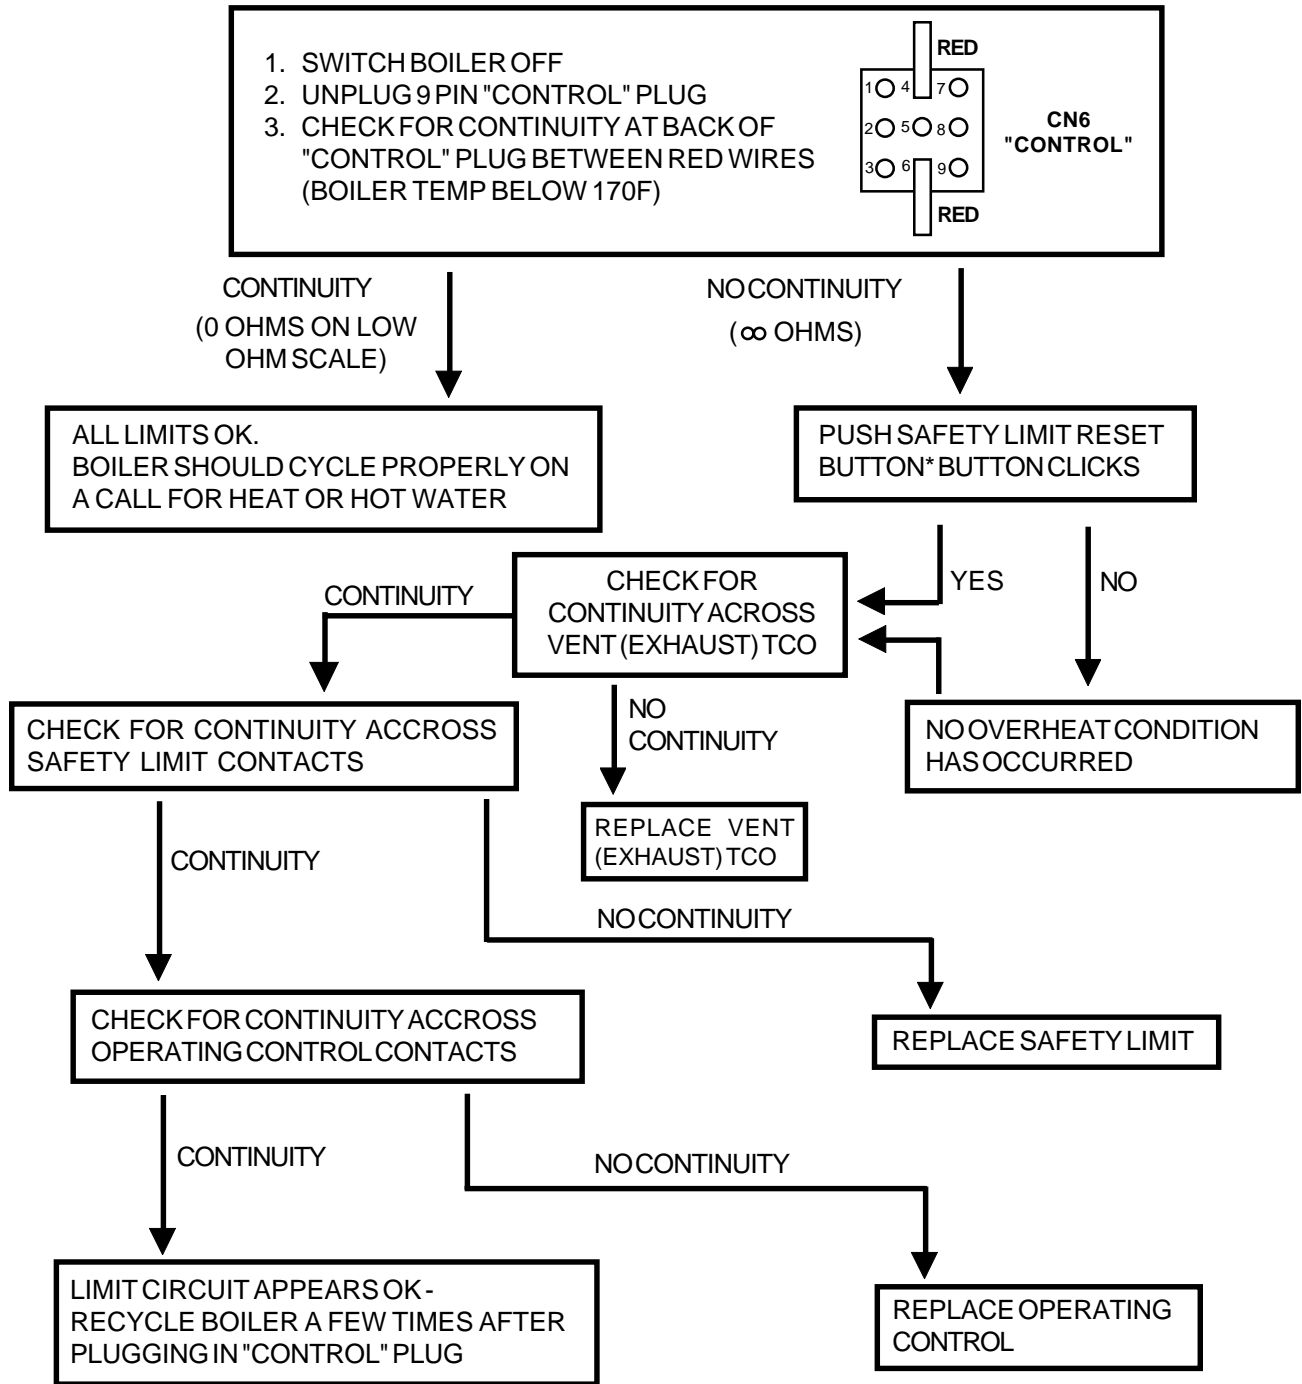 1. SWITCH BOILER OFF
2. UNPLUG 9 PIN "CONTROL" PLUG
3. CHECK FOR CONTINUITY AT BACK OF
"CONTROL" PLUG BETWEEN RED WIRES
(BOILER TEMP BELOW 170F)
RED
1 4 7
2 5 8
3 6 9
RED
CN6
"CONTROL"
CONTINUITY
(0 OHMS ON LOW
OHM SCALE)
NO CONTINUITY
(∞ OHMS)
ALL LIMITS OK.
BOILER SHOULD CYCLE PROPERLY ON
A CALL FOR HEAT OR HOT WATER
PUSH SAFETY LIMIT RESET
BUTTON* BUTTON CLICKS
YES
NO
CHECK FOR
CONTINUITY ACROSS
VENT (EXHAUST) TCO
CONTINUITY
NO
CONTINUITY
NO OVERHEAT CONDITION
HAS OCCURRED
CHECK FOR CONTINUITY ACCROSS
SAFETY LIMIT CONTACTS
REPLACE VENT
(EXHAUST) TCO
CONTINUITY
NO CONTINUITY
CHECK FOR CONTINUITY ACCROSS
OPERATING CONTROL CONTACTS
REPLACE SAFETY LIMIT
CONTINUITY
NO CONTINUITY
LIMIT CIRCUIT APPEARS OK -
RECYCLE BOILER A FEW TIMES AFTER
PLUGGING IN "CONTROL" PLUG
REPLACE OPERATING
CONTROL